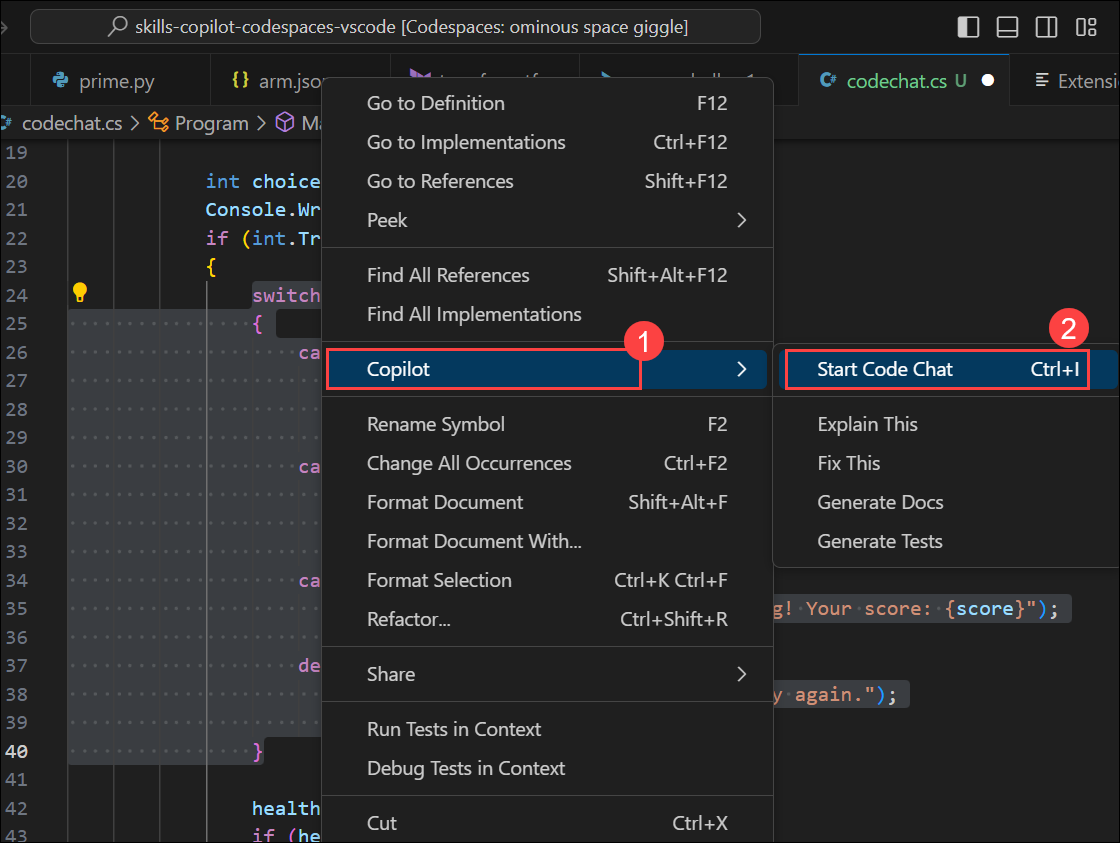 skills-copilot-codespaces-vscode [Codespaces: ominous space giggle]
prime.py
{} arm.json
C# codechat.cs U
Extensi
codechat.cs > Program > Ma
19
20 int choice
21 Console.Wr
22 if (int.Tr
23 {
24 switch
25 {
26 ca
27
28
29
30 ca
31
32
33
34 ca
35 g! Your score: {score}");
36
37 de
38 y again.");
39
40 }
41
42 health
43 if (he
Go to Definition F12
Go to Implementations Ctrl+F12
Go to References Shift+F12
Peek
Find All References Shift+Alt+F12
Find All Implementations
1
Copilot
Rename Symbol F2
Change All Occurrences Ctrl+F2
Format Document Shift+Alt+F
Format Document With...
Format Selection Ctrl+K Ctrl+F
Refactor... Ctrl+Shift+R
Share
Run Tests in Context
Debug Tests in Context
Cut Ctrl+X
2
Start Code Chat Ctrl+I
Explain This
Fix This
Generate Docs
Generate Tests